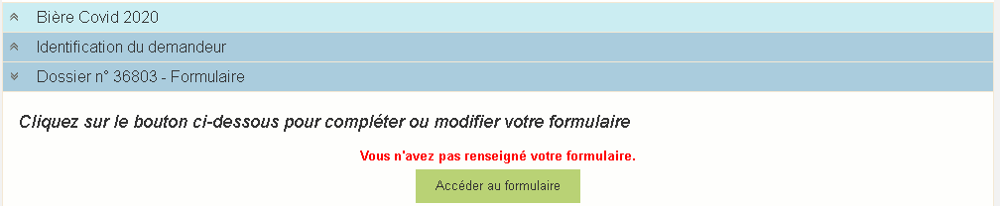 Bière Covid 2020
Identification du demandeur
Dossier n° 36803 - Formulaire
Cliquez sur le bouton ci-dessous pour compléter ou modifier votre formulaire
Vous n'avez pas renseigné votre formulaire.
Accéder au formulaire